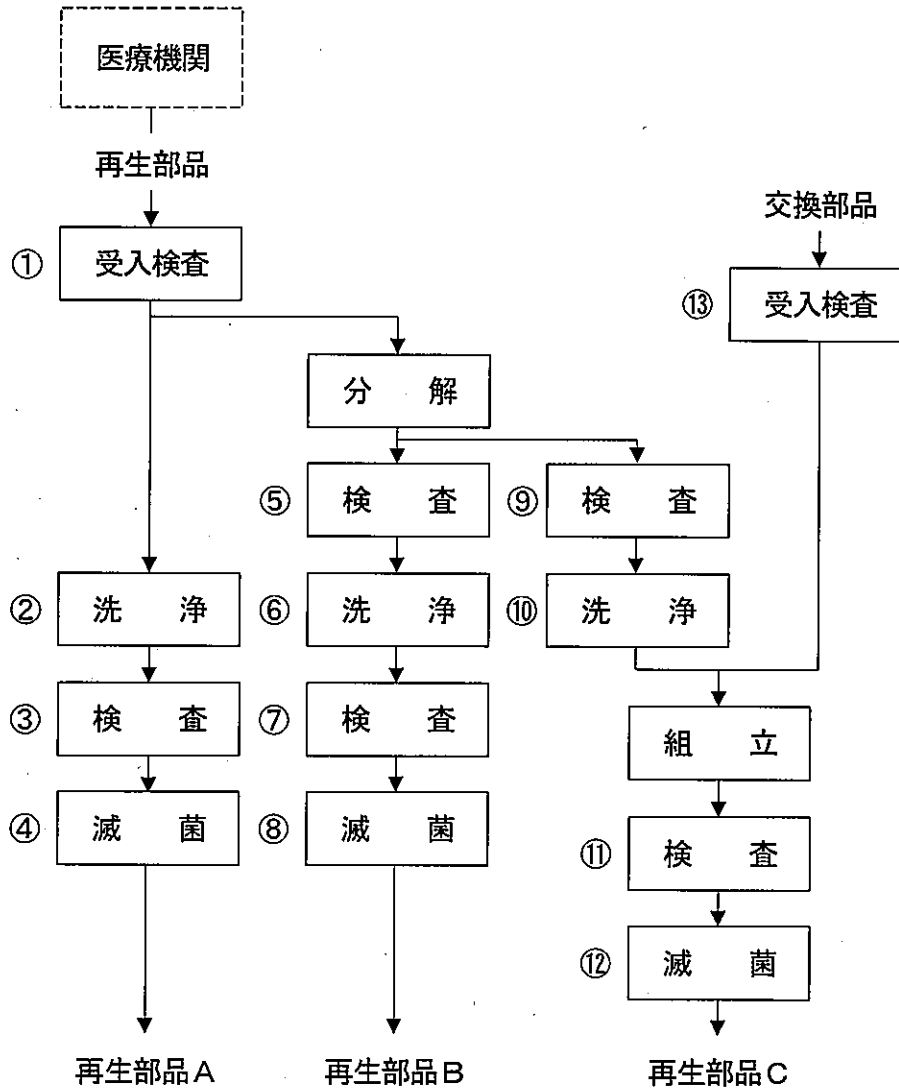 医療機関
再生部品
交換部品
① 受入検査
⑬ 受入検査
分 解
⑤ 検 査
⑨ 検 査
② 洗 浄
⑥ 洗 浄
⑩ 洗 浄
③ 検 査
⑦ 検 査
組 立
④ 滅 菌
⑧ 滅 菌
⑪ 検 査
⑫ 滅 菌
再生部品A
再生部品B
再生部品C